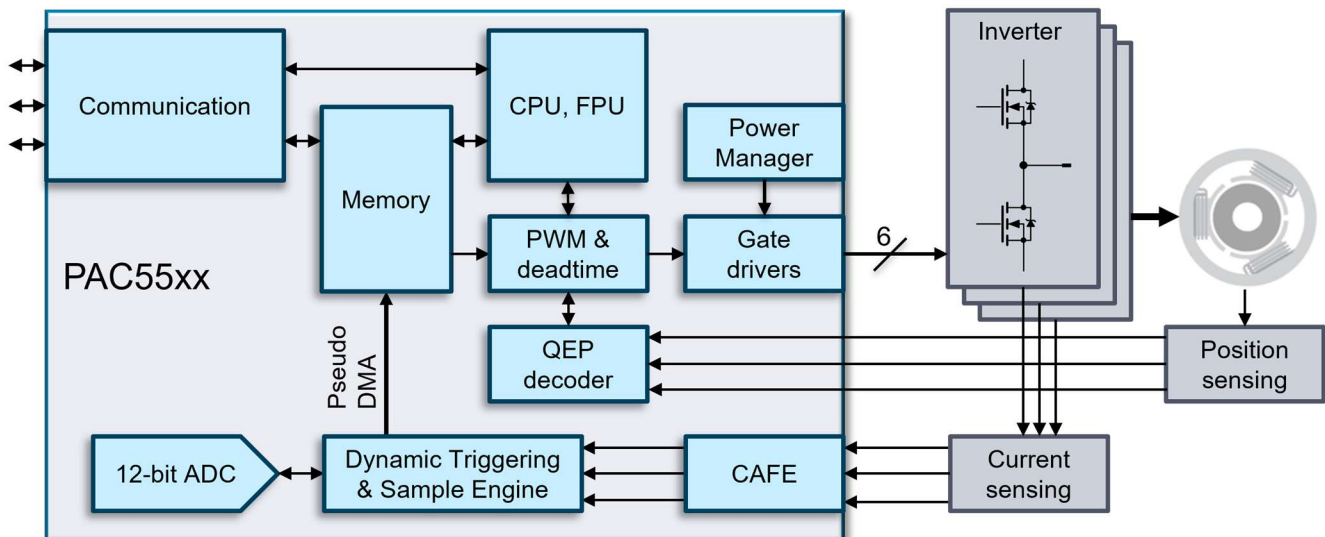 Inverter
Communication
CPU, FPU
Power
Manager
Memory
PWM &
deadtime
Gate
drivers
6
PAC55xx
Pseudo
DMA
QEP
decoder
Position
sensing
12-bit ADC
Dynamic Triggering
& Sample Engine
CAFE
Current
sensing